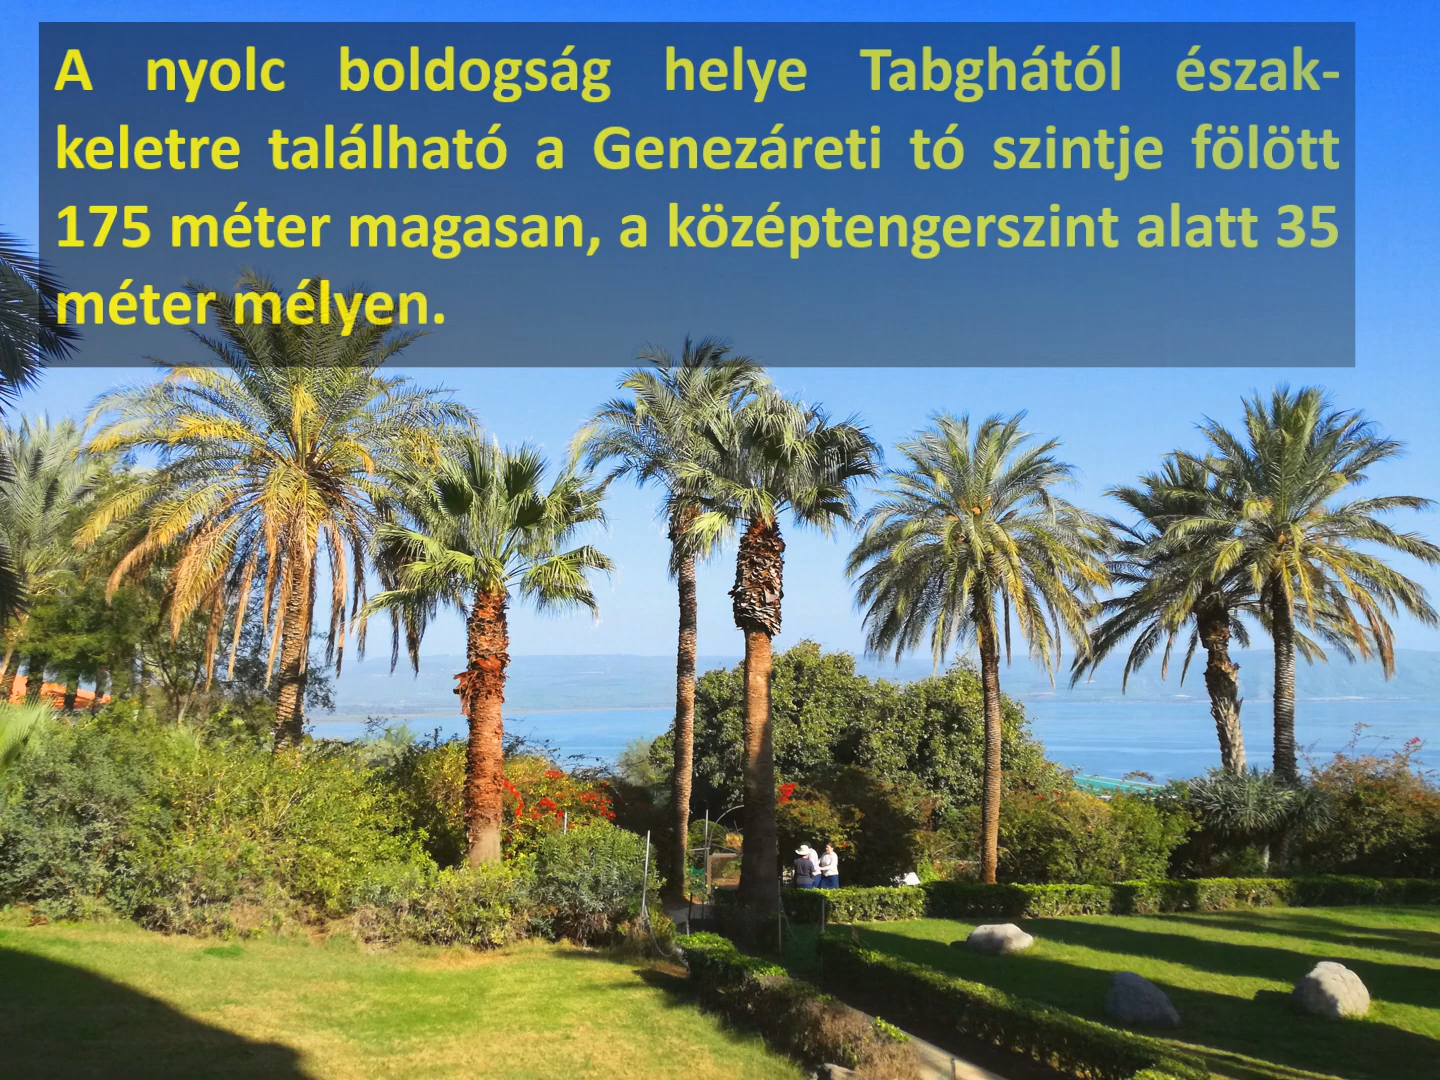 A nyolc boldogság helye Tabghától észak-
keletre található a Genezáreti tó szintje fölött
175 méter magasan, a középtengerszint alatt 35
méter mélyen.